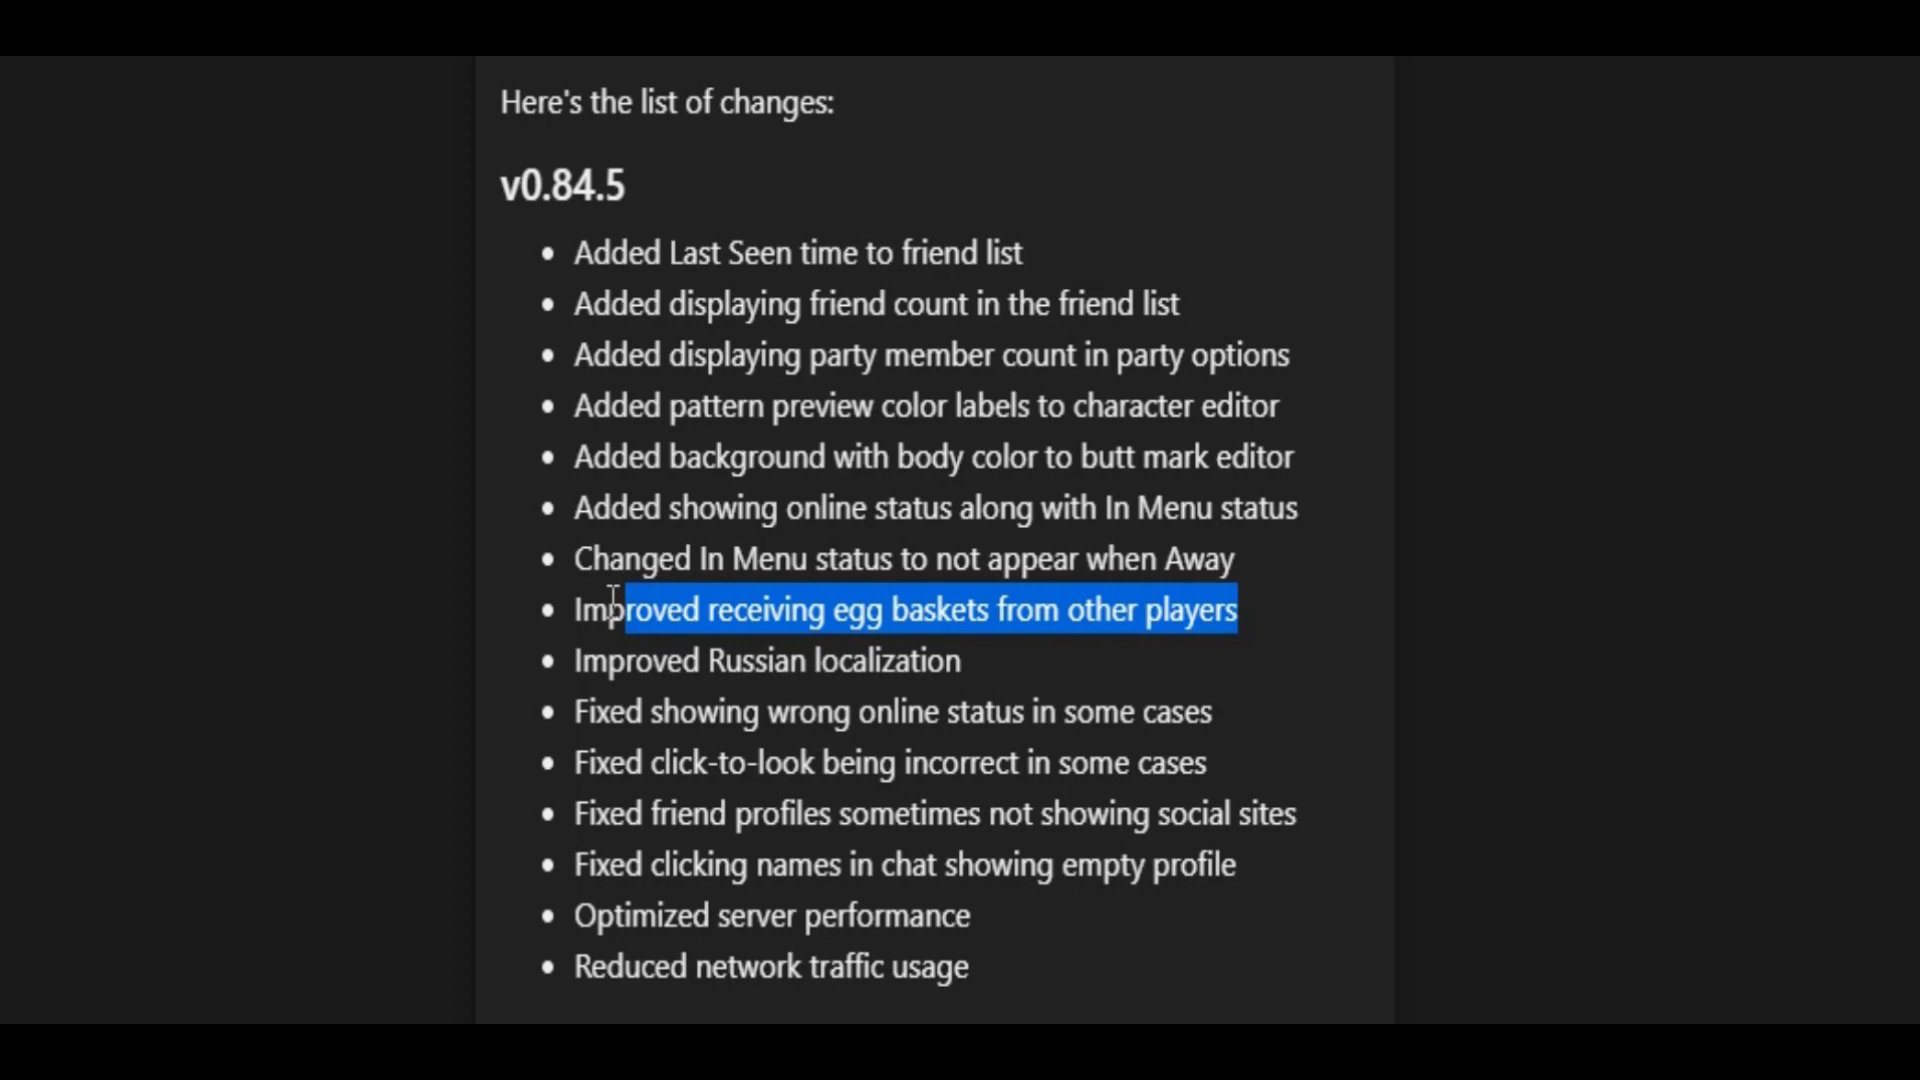 Here's the list of changes:
v0.84.5
• Added Last Seen time to friend list
• Added displaying friend count in the friend list
• Added displaying party member count in party options
• Added pattern preview color labels to character editor
• Added background with body color to butt mark editor
• Added showing online status along with In Menu status
• Changed In Menu status to not appear when Away
• Improved receiving egg baskets from other players
• Improved Russian localization
• Fixed showing wrong online status in some cases
• Fixed click-to-look being incorrect in some cases
• Fixed friend profiles sometimes not showing social sites
• Fixed clicking names in chat showing empty profile
• Optimized server performance
• Reduced network traffic usage